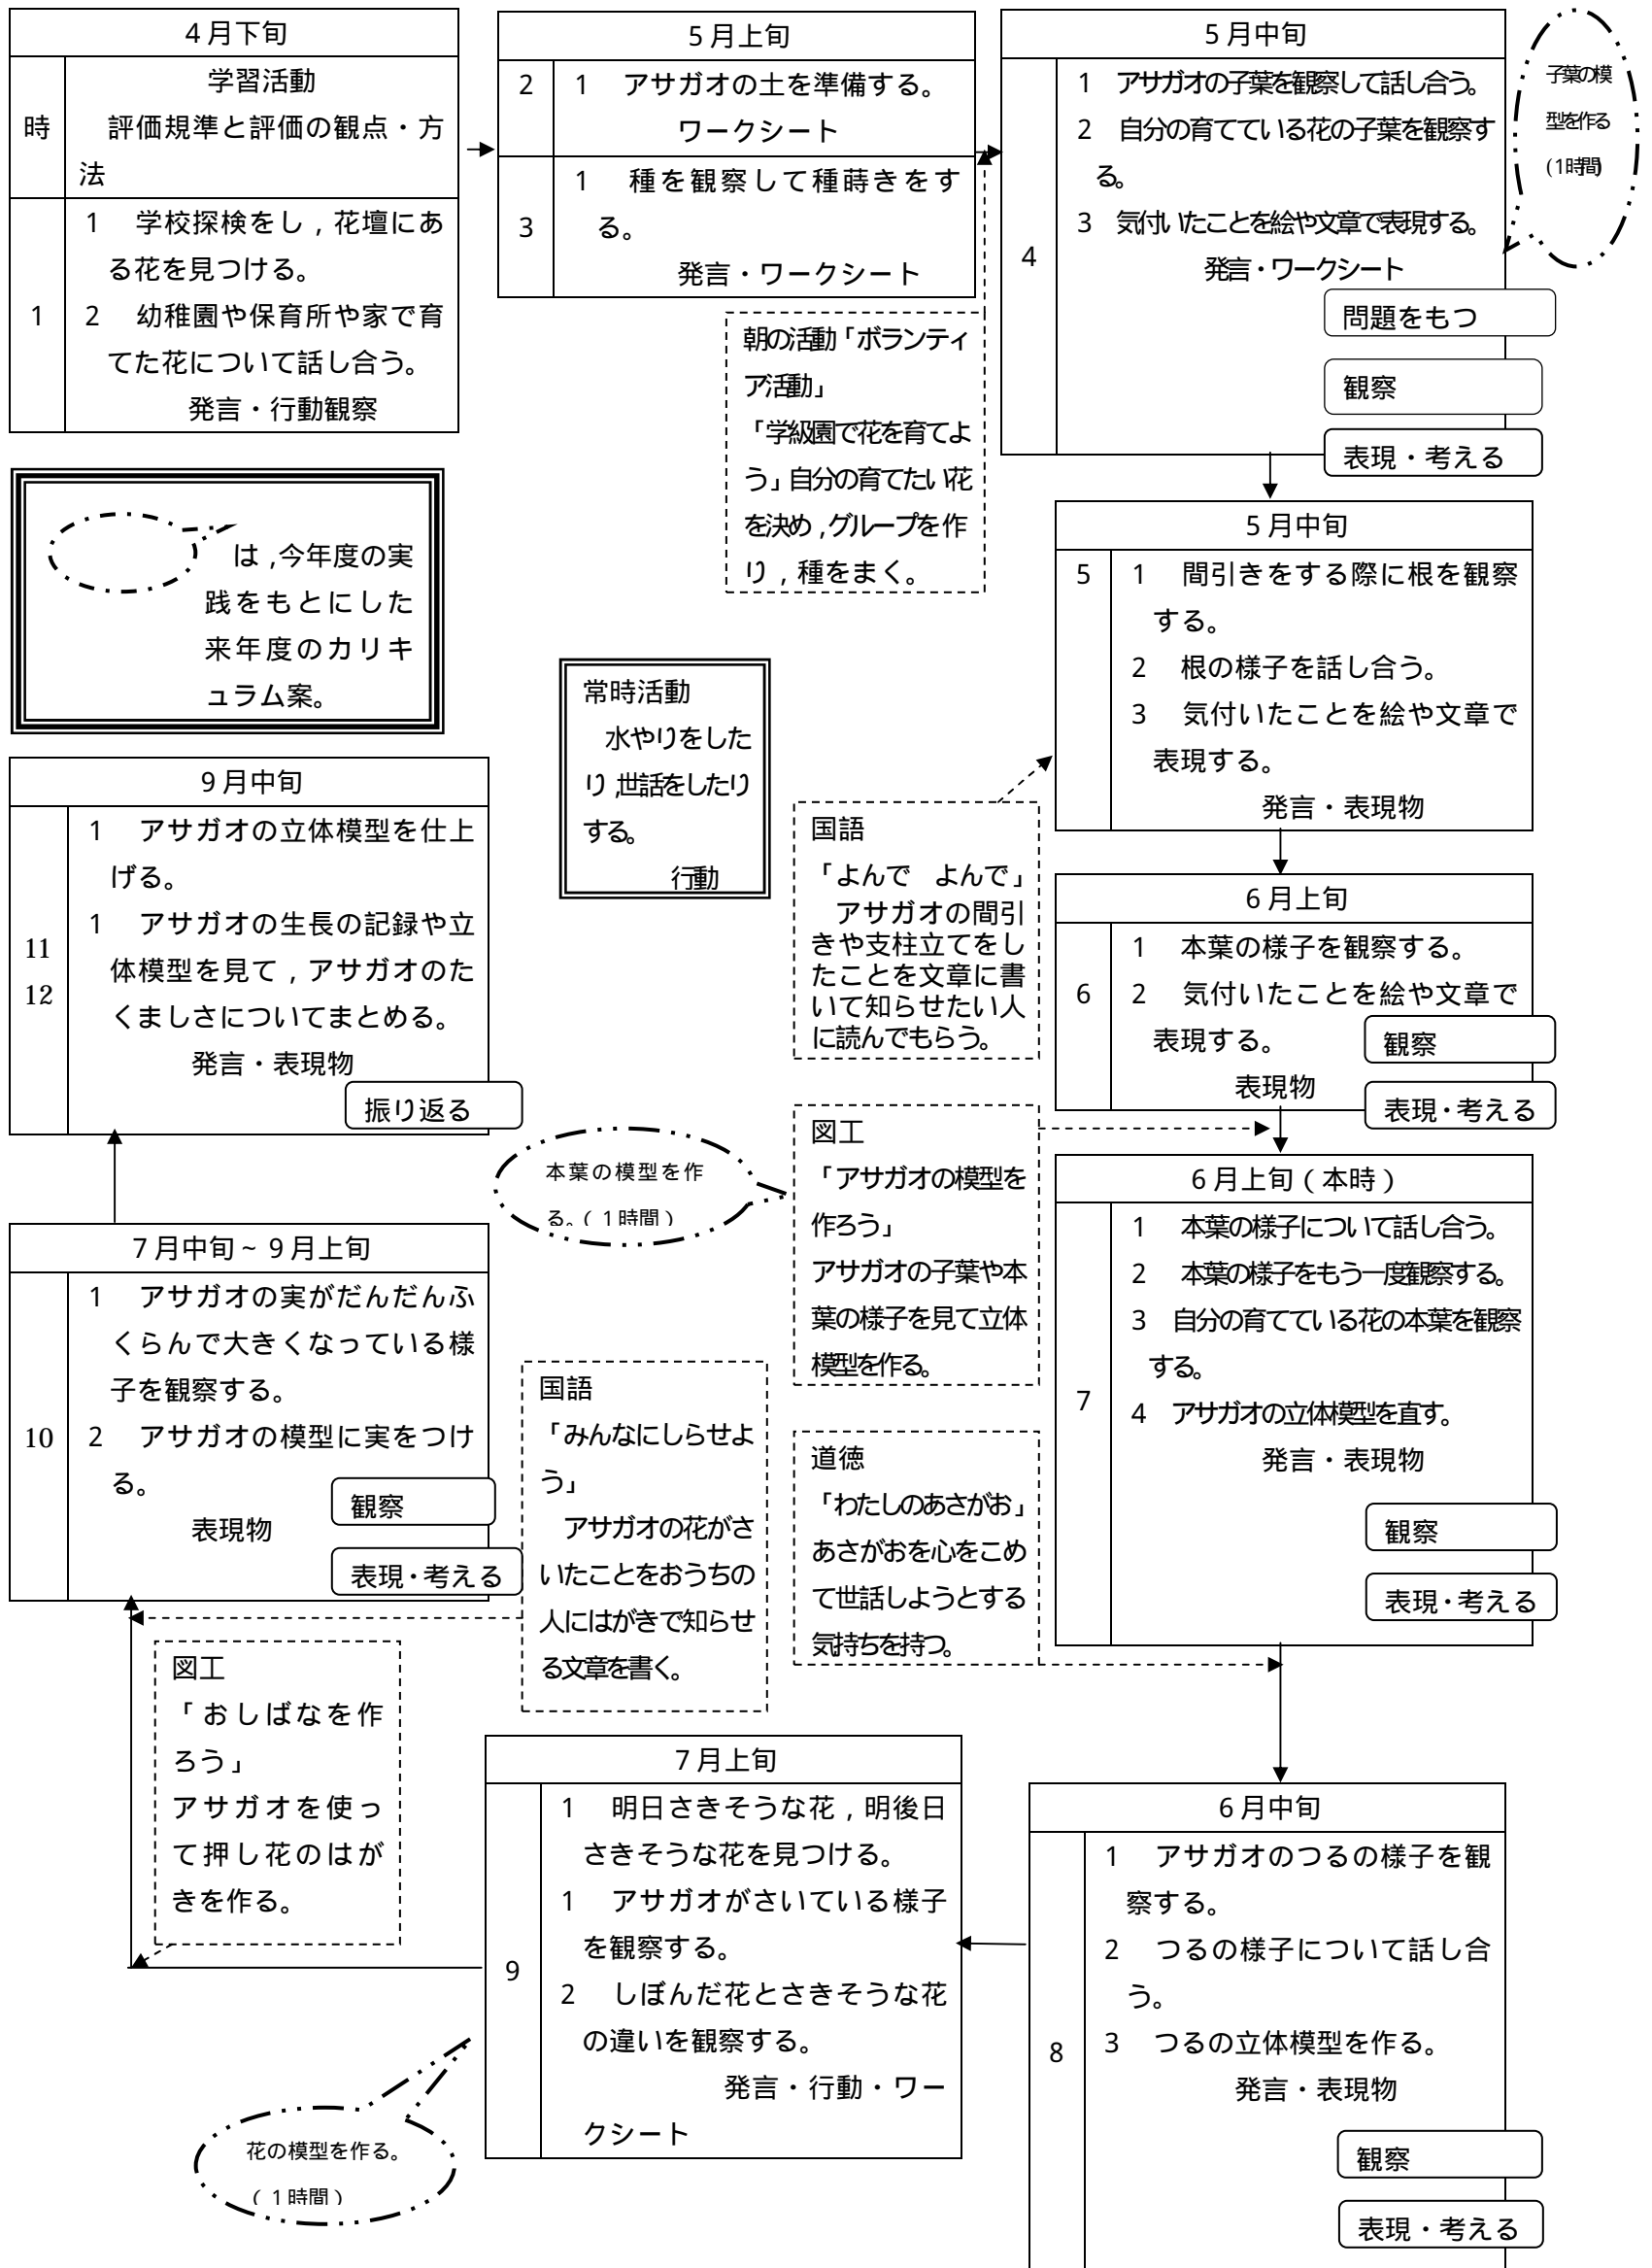 4月下旬
時
学習活動
評価規準と評価の観点・方
法
1
1 学校探検をし，花壇にあ
る花を見つける。
2 幼稚園や保育所や家で育
てた花について話し合う。
発言・行動観察
5月上旬
2
1 アサガオの土を準備する。
ワークシート
3
1 種を観察して種蒔きをす
る。
発言・ワークシート
5月中旬
4
1 アサガオの子葉を観察して話し合う。
2 自分の育てている花の子葉を観察す
る。
3 気付いたことを絵や文章で表現する。
発言・ワークシート
問題をもつ
観察
表現・考える
子葉の模
型を作る
(1時間)
朝の活動「ボランティ
ア活動」
「学級園で花を育てよ
う」自分の育てたい花
を決め，グループを作
り，種をまく。
は，今年度の実
践をもとにした
来年度のカリキ
ュラム案。
常時活動
水やりをした
り，世話をしたり
する。
行動
5月中旬
5
1 間引きをする際に根を観察
する。
2 根の様子を話し合う。
3 気付いたことを絵や文章で
表現する。
発言・表現物
国語
「よんで よんで」
アサガオの間引
きや支柱立てをし
たことを文章に書
いて知らせたい人
に読んでもらう。
6月上旬
6
1 本葉の様子を観察する。
2 気付いたことを絵や文章で
表現する。
表現物
観察
表現・考える
図工
「アサガオの模型を
作ろう」
アサガオの子葉や本
葉の様子を見て立体
模型を作る。
本葉の模型を作
る。（1時間）
6月上旬（本時）
7
1 本葉の様子について話し合う。
2 本葉の様子をもう一度観察する。
3 自分の育てている花の本葉を観察
する。
4 アサガオの立体模型を直す。
発言・表現物
観察
表現・考える
道徳
「わたしのあさがお」
あさがおを心をこめ
て世話しようとする
気持ちを持つ。
6月中旬
8
1 アサガオのつるの様子を観
察する。
2 つるの様子について話し合
う。
3 つるの立体模型を作る。
発言・表現物
観察
表現・考える
7月上旬
9
1 明日さきそうな花，明後日
さきそうな花を見つける。
1 アサガオがさいている様子
を観察する。
2 しぼんだ花とさきそうな花
の違いを観察する。
発言・行動・ワー
クシート
花の模型を作る。
（1時間）
図工
「おしばなを作
ろう」
アサガオを使っ
て押し花のはが
きを作る。
国語
「みんなにしらせよ
う」
アサガオの花がさ
いたことをおうちの
人にはがきで知らせ
る文章を書く。
7月中旬～9月上旬
10
1 アサガオの実がだんだんふ
くらんで大きくなっている様
子を観察する。
2 アサガオの模型に実をつけ
る。
表現物
観察
表現・考える
9月中旬
11
12
1 アサガオの立体模型を仕上
げる。
1 アサガオの生長の記録や立
体模型を見て，アサガオのた
くましさについてまとめる。
発言・表現物
振り返る